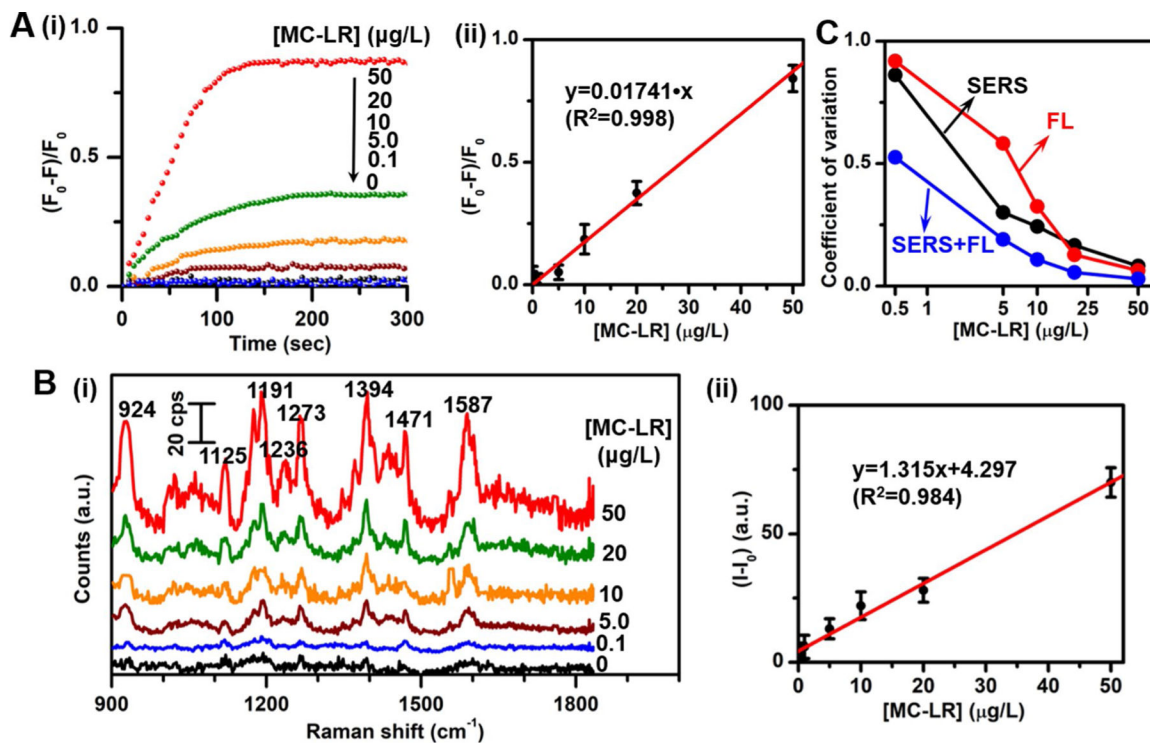 A (i)
1.0
0.5
0.0
(F₀-F)/F₀
[MC-LR] (µg/L)
50
20
10
5.0
0.1
0
0 100 200 300
Time (sec)
(ii)
1.0
0.5
0.0
(F₀-F)/F₀
y=0.01741•x
(R²=0.998)
0 10 20 30 40 50
[MC-LR] (µg/L)
C
1.0
0.5
0.0
Coefficient of variation
SERS
FL
SERS+FL
0.5 1 5 10 25 50
[MC-LR] (µg/L)
B (i)
Counts (a.u.)
20 cps
924
1125
1191
1236
1273
1394
1471
1587
[MC-LR]
(µg/L)
50
20
10
5.0
0.1
0
900 1200 1500 1800
Raman shift (cm⁻¹)
(ii)
100
50
0
(I-I₀) (a.u.)
y=1.315x+4.297
(R²=0.984)
0 10 20 30 40 50
[MC-LR] (µg/L)